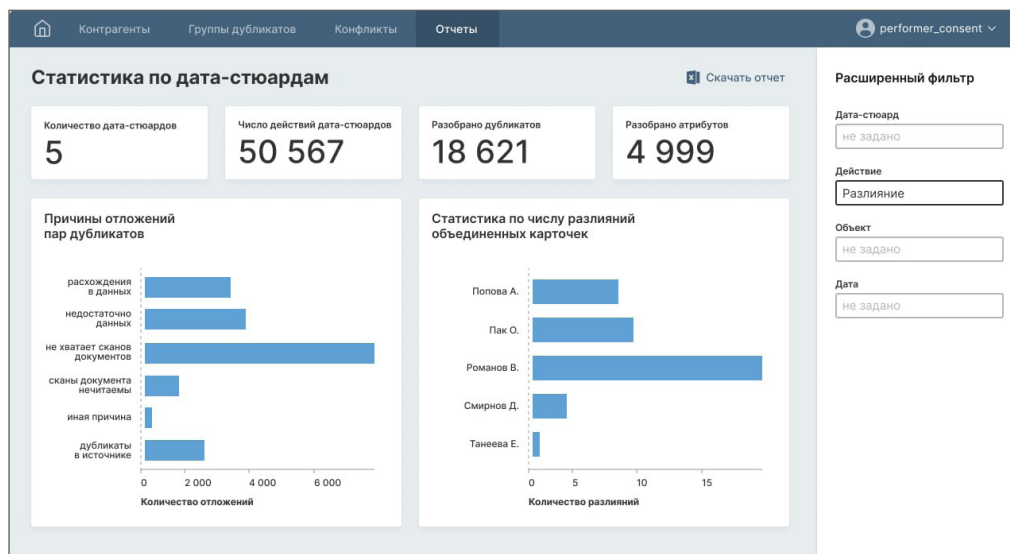 Контрагенты
Группы дубликатов
Конфликты
Отчеты
performer_consent
Статистика по дата-стюардам
Скачать отчет
Количество дата-стюардов
5
Число действий дата-стюардов
50 567
Разобрано дубликатов
18 621
Разобрано атрибутов
4 999
Причины отложений
пар дубликатов
расхождения
в данных
недостаточно
данных
не хватает сканов
документов
сканы документа
нечитаемы
иная причина
дубликаты
в источнике
0 2 000 4 000 6 000
Количество отложений
Статистика по числу разлияний
объединенных карточек
Попова А.
Пак О.
Романов В.
Смирнов Д.
Танеева Е.
0 5 10 15
Количество разлияний
Расширенный фильтр
Дата-стюард
не задано
Действие
Разлияние
Объект
не задано
Дата
не задано